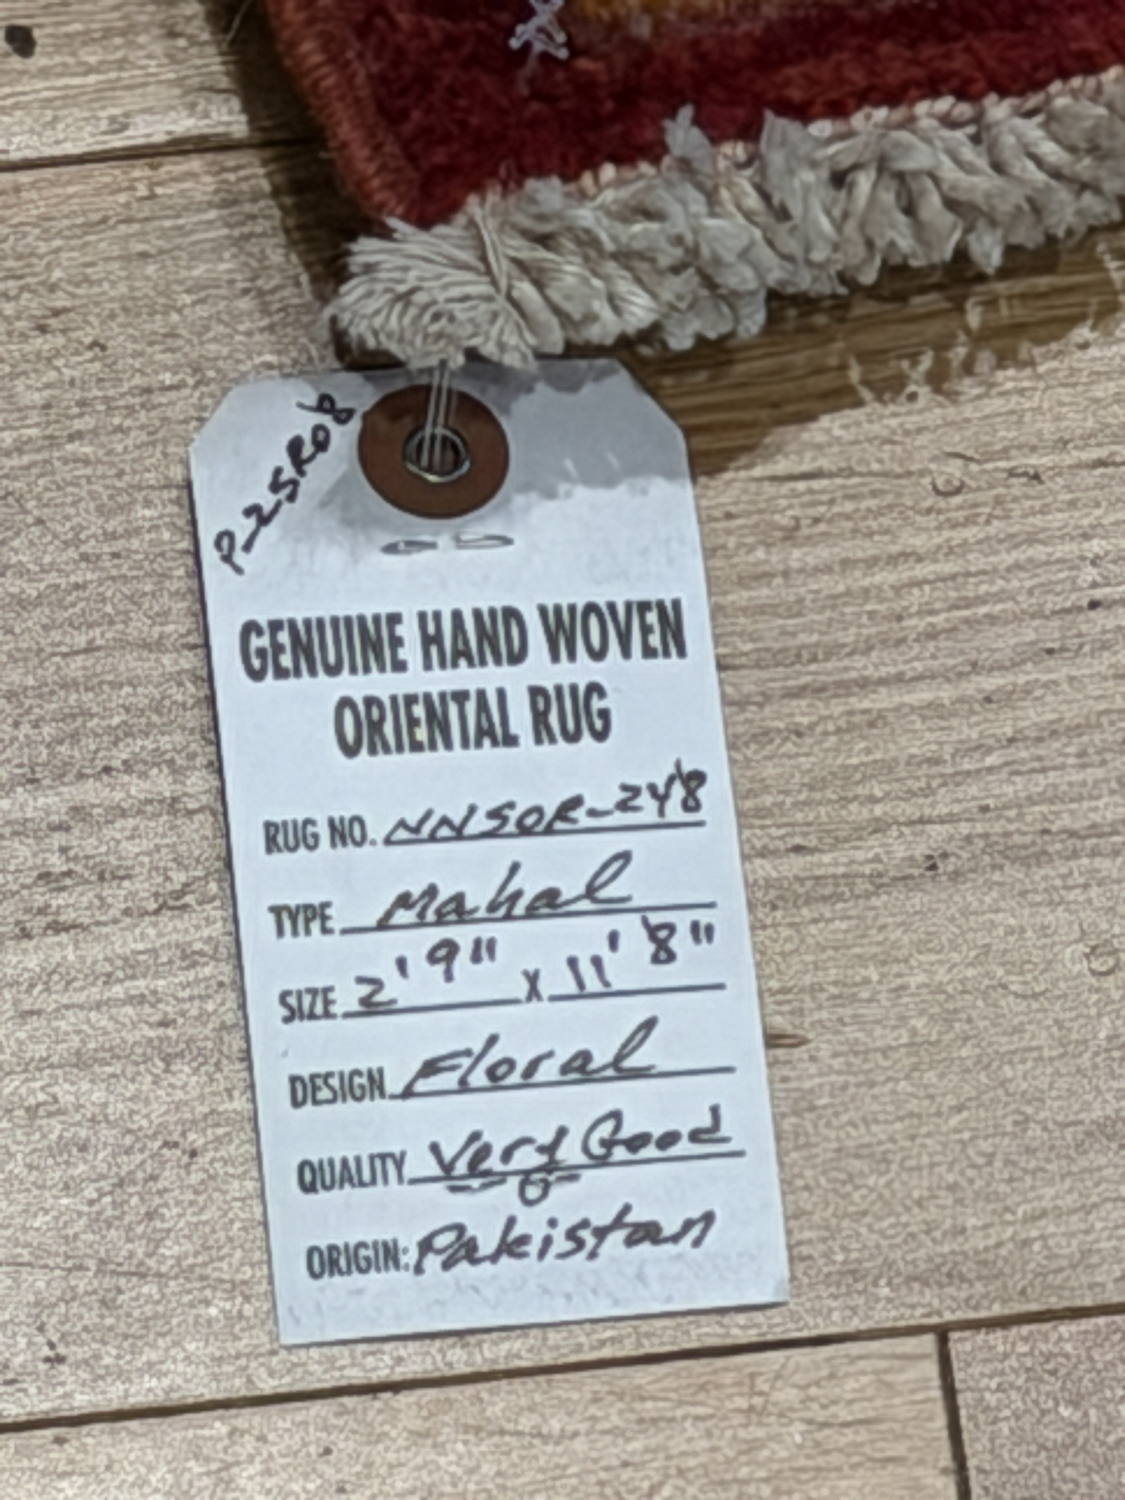 P-25R08
GENUINE HAND WOVEN
ORIENTAL RUG
RUG NO. NNSOR-248
TYPE Mahal
SIZE 2'9" x 11'8"
DESIGN Floral
QUALITY Very Good
ORIGIN: Pakistan